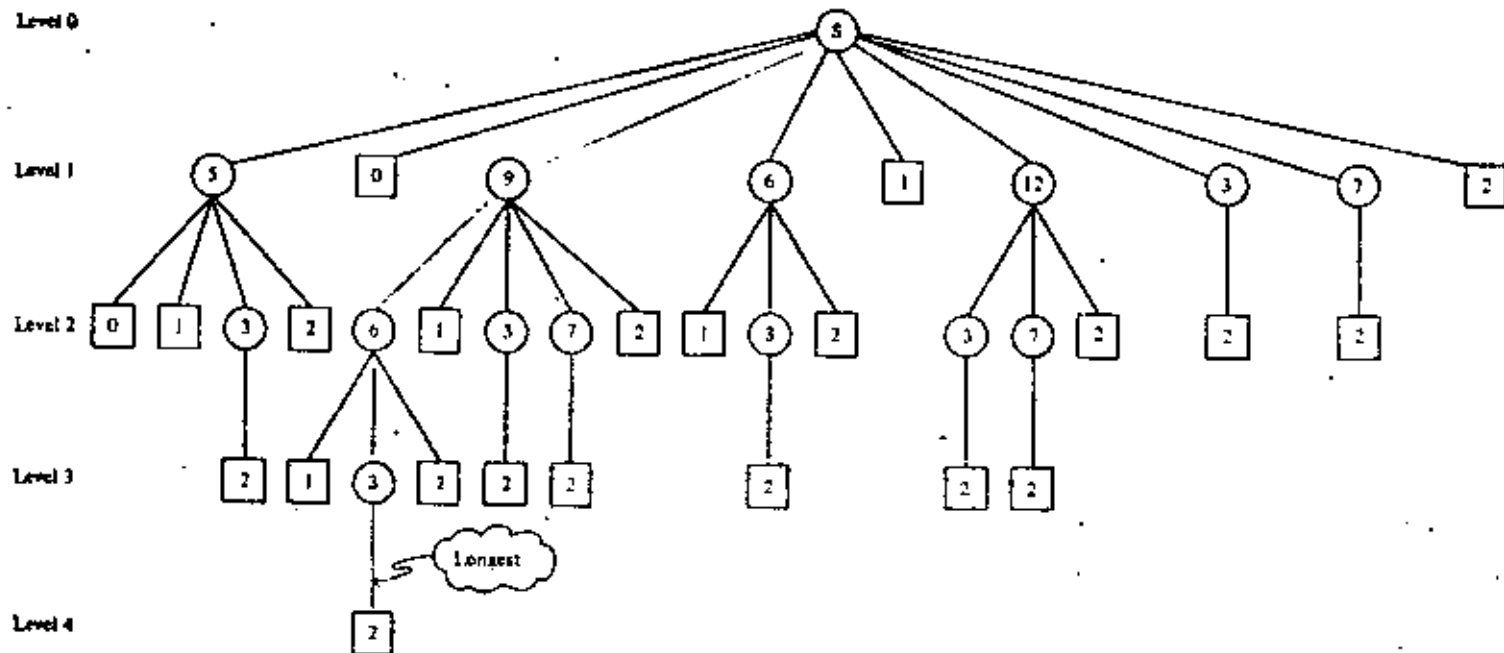 Level 0
S
Level 1
5 0 9 6 1 12 3 7 2
Level 2
0 1 3 2 6 1 3 7 2 1 3 2 3 7 2 2 2
Level 3
2 1 3 2 2 2 2 2 2
Longest
Level 4
2